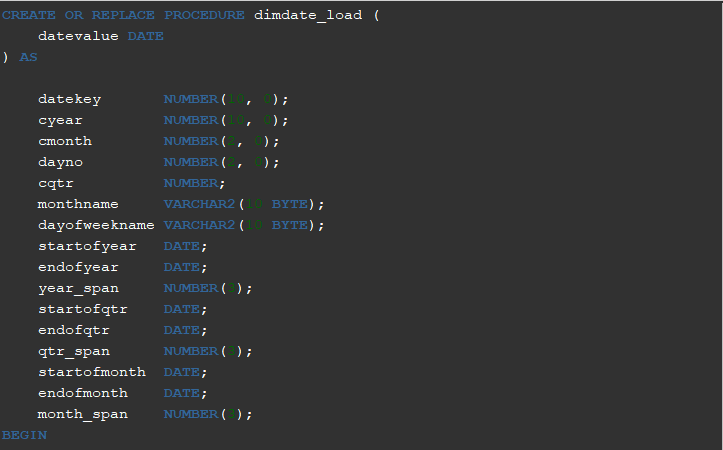 CREATE OR REPLACE PROCEDURE dimdate_load (
    datevalue DATE
) AS

    datekey       NUMBER(10, 0);
    cyear         NUMBER(10, 0);
    cmonth        NUMBER(2, 0);
    dayno         NUMBER(2, 0);
    cqtr          NUMBER;
    monthname     VARCHAR2(10 BYTE);
    dayofweekname VARCHAR2(10 BYTE);
    startofyear   DATE;
    endofyear     DATE;
    year_span     NUMBER(3);
    startofqtr    DATE;
    endofqtr      DATE;
    qtr_span      NUMBER(3);
    startofmonth  DATE;
    endofmonth    DATE;
    month_span    NUMBER(3);
BEGIN